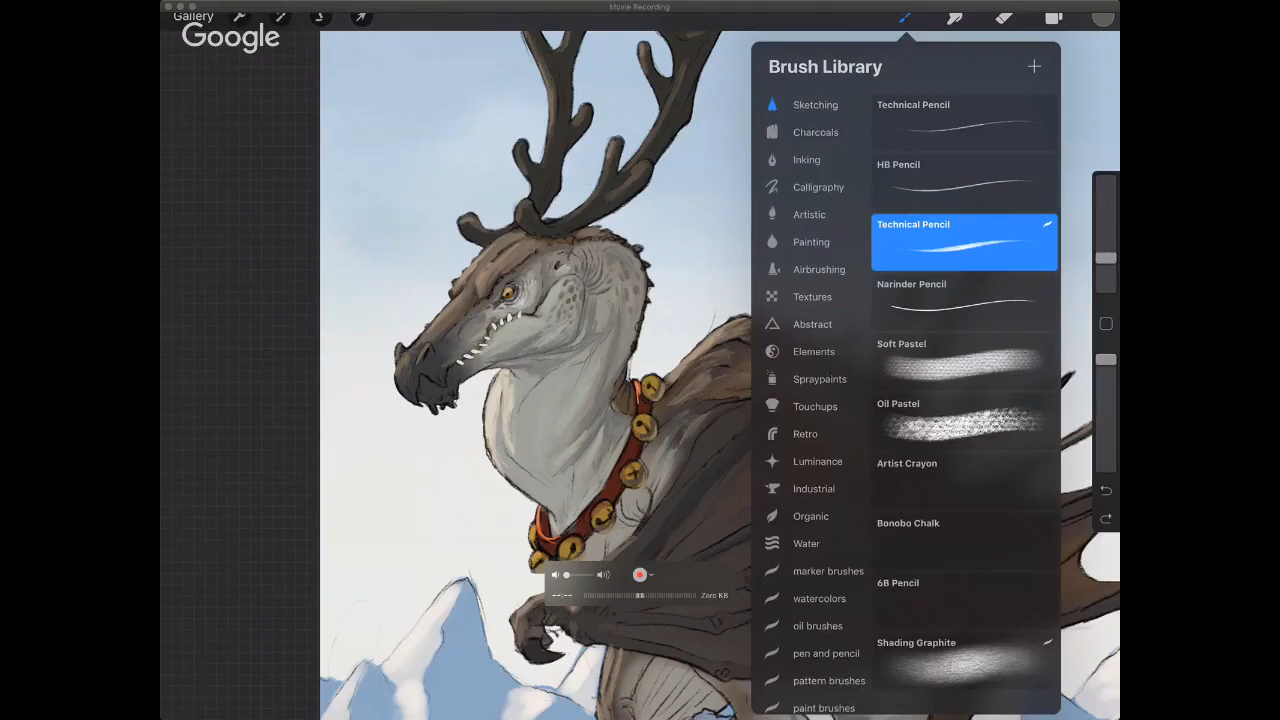 Movie Recording
Gallery
Google
Brush Library
Sketching
Charcoals
Inking
Calligraphy
Artistic
Painting
Airbrushing
Textures
Abstract
Elements
Spraypaints
Touchups
Retro
Luminance
Industrial
Organic
Water
marker brushes
watercolors
oil brushes
pen and pencil
pattern brushes
paint brushes
Technical Pencil
HB Pencil
Technical Pencil
Narinder Pencil
Soft Pastel
Oil Pastel
Artist Crayon
Bonobo Chalk
6B Pencil
Shading Graphite
--:-- Zero KB